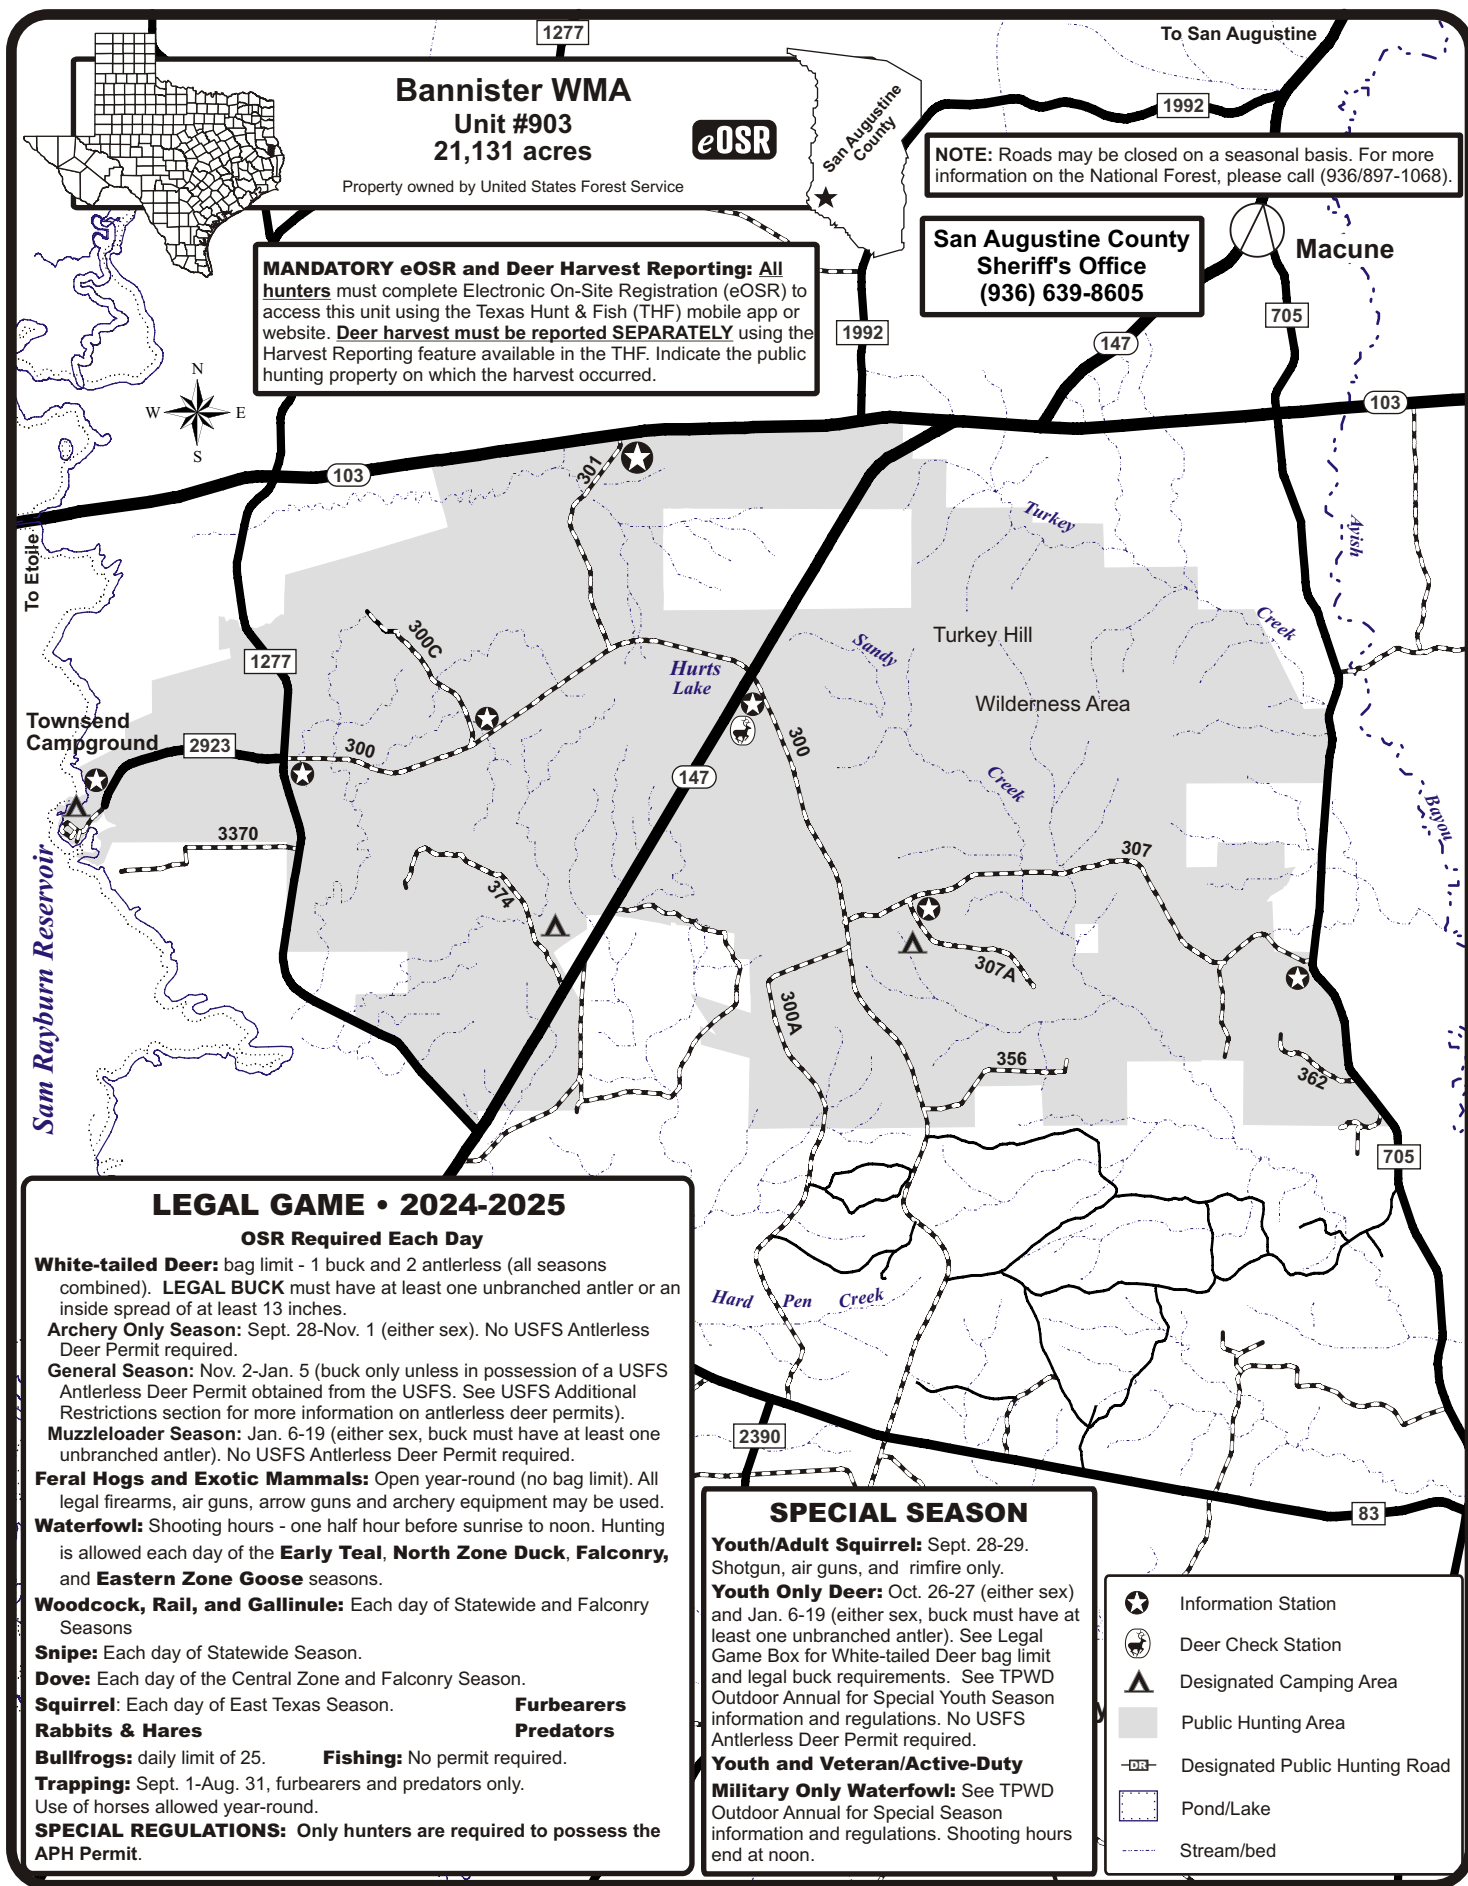 1277
To San Augustine
Bannister WMA
Unit #903
21,131 acres
eOSR
Property owned by United States Forest Service
San Augustine
County
1992
NOTE: Roads may be closed on a seasonal basis. For more
information on the National Forest, please call (936/897-1068).
San Augustine County
Sheriff's Office
(936) 639-8605
Macune
MANDATORY eOSR and Deer Harvest Reporting: All
hunters must complete Electronic On-Site Registration (eOSR) to
access this unit using the Texas Hunt & Fish (THF) mobile app or
website. Deer harvest must be reported SEPARATELY using the
Harvest Reporting feature available in the THF. Indicate the public
hunting property on which the harvest occurred.
705
1992
147
N
W E
S
103
103
301
To Etoile
Turkey
Ayish
Creek
300C
Sandy
Turkey Hill
1277
Hurts
Lake
Wilderness Area
Townsend
Campground
2923
300
300
147
Creek
Bayou
3370
307
374
Sam Rayburn Reservoir
307A
300A
356
362
705
Hard Pen Creek
2390
83
LEGAL GAME • 2024-2025
OSR Required Each Day
White-tailed Deer: bag limit - 1 buck and 2 antlerless (all seasons
combined). LEGAL BUCK must have at least one unbranched antler or an
inside spread of at least 13 inches.
Archery Only Season: Sept. 28-Nov. 1 (either sex). No USFS Antlerless
Deer Permit required.
General Season: Nov. 2-Jan. 5 (buck only unless in possession of a USFS
Antlerless Deer Permit obtained from the USFS. See USFS Additional
Restrictions section for more information on antlerless deer permits).
Muzzleloader Season: Jan. 6-19 (either sex, buck must have at least one
unbranched antler). No USFS Antlerless Deer Permit required.
Feral Hogs and Exotic Mammals: Open year-round (no bag limit). All
legal firearms, air guns, arrow guns and archery equipment may be used.
Waterfowl: Shooting hours - one half hour before sunrise to noon. Hunting
is allowed each day of the Early Teal, North Zone Duck, Falconry,
and Eastern Zone Goose seasons.
Woodcock, Rail, and Gallinule: Each day of Statewide and Falconry
Seasons
Snipe: Each day of Statewide Season.
Dove: Each day of the Central Zone and Falconry Season.
Squirrel: Each day of East Texas Season. Furbearers
Rabbits & Hares Predators
Bullfrogs: daily limit of 25. Fishing: No permit required.
Trapping: Sept. 1-Aug. 31, furbearers and predators only.
Use of horses allowed year-round.
SPECIAL REGULATIONS: Only hunters are required to possess the
APH Permit.
SPECIAL SEASON
Youth/Adult Squirrel: Sept. 28-29.
Shotgun, air guns, and rimfire only.
Youth Only Deer: Oct. 26-27 (either sex)
and Jan. 6-19 (either sex, buck must have at
least one unbranched antler). See Legal
Game Box for White-tailed Deer bag limit
and legal buck requirements. See TPWD
Outdoor Annual for Special Youth Season
information and regulations. No USFS
Antlerless Deer Permit required.
Youth and Veteran/Active-Duty
Military Only Waterfowl: See TPWD
Outdoor Annual for Special Season
information and regulations. Shooting hours
end at noon.
Information Station
Deer Check Station
Designated Camping Area
Public Hunting Area
DR Designated Public Hunting Road
Pond/Lake
Stream/bed